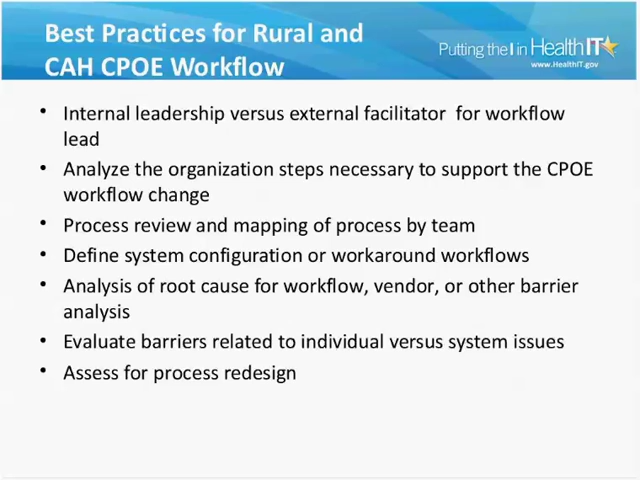 Best Practices for Rural and
CAH CPOE Workflow
Putting the I in HealthIT
www.HealthIT.gov
• Internal leadership versus external facilitator for workflow
lead
• Analyze the organization steps necessary to support the CPOE
workflow change
• Process review and mapping of process by team
• Define system configuration or workaround workflows
• Analysis of root cause for workflow, vendor, or other barrier
analysis
• Evaluate barriers related to individual versus system issues
• Assess for process redesign